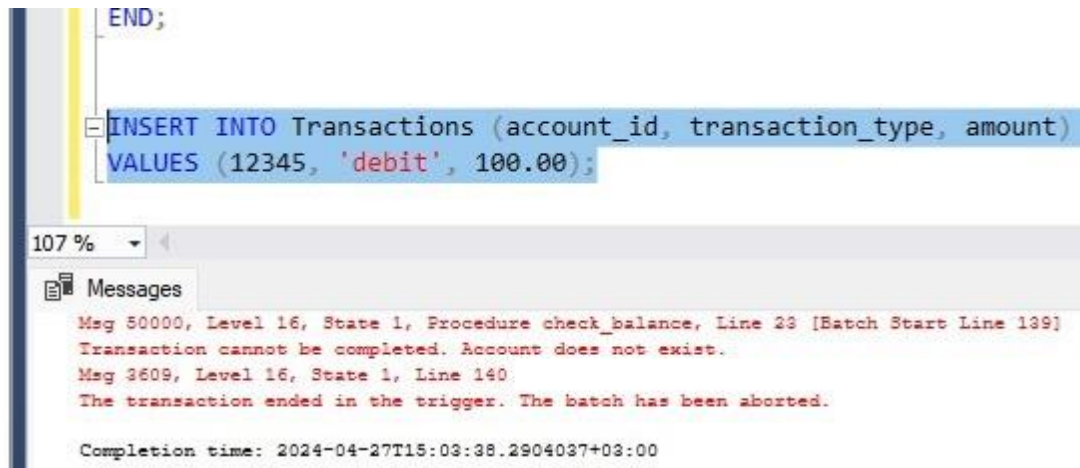 END;
INSERT INTO Transactions (account_id, transaction_type, amount)
VALUES (12345, 'debit', 100.00);
107 %
Messages
Msg 50000, Level 16, State 1, Procedure check_balance, Line 23 [Batch Start Line 139]
Transaction cannot be completed. Account does not exist.
Msg 3609, Level 16, State 1, Line 140
The transaction ended in the trigger. The batch has been aborted.
Completion time: 2024-04-27T15:03:38.2904037+03:00